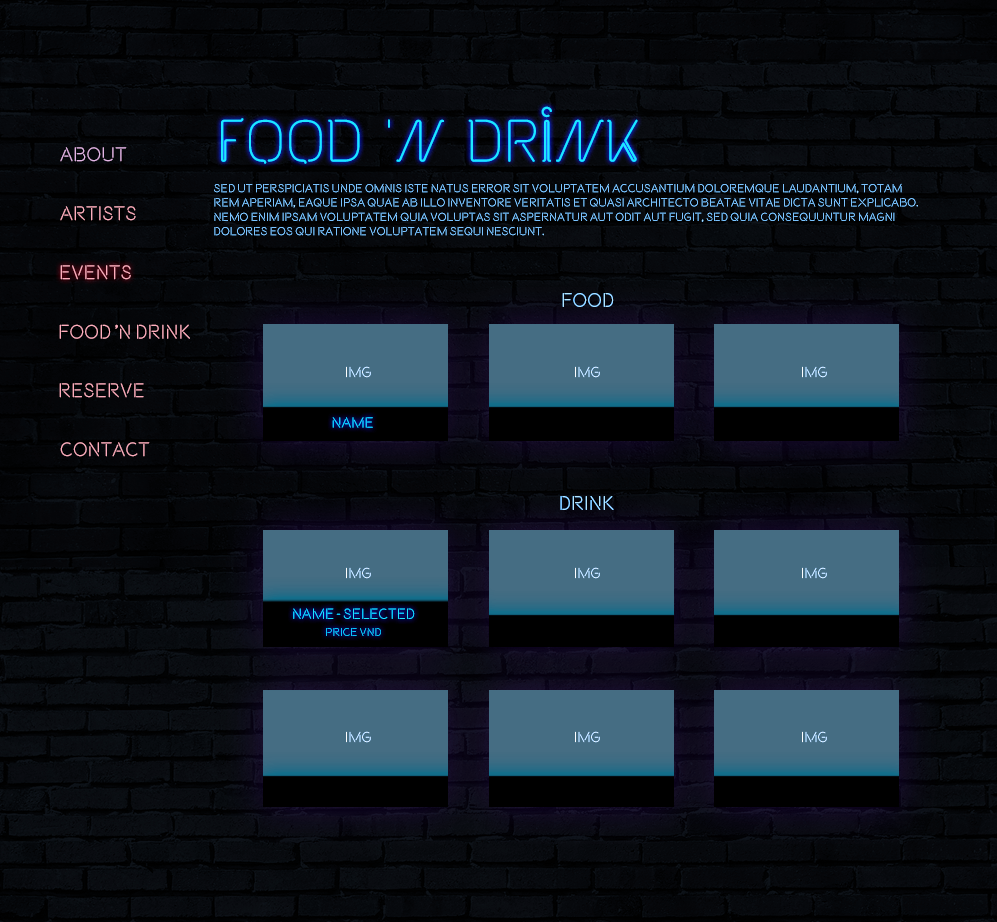 FOOD 'N DRINK
ABOUT
ARTISTS
EVENTS
FOOD 'N DRINK
RESERVE
CONTACT
SED UT PERSPICIATIS UNDE OMNIS ISTE NATUS ERROR SIT VOLUPTATEM ACCUSANTIUM DOLOREMQUE LAUDANTIUM, TOTAM
REM APERIAM, EAQUE IPSA QUAE AB ILLO INVENTORE VERITATIS ET QUASI ARCHITECTO BEATAE VITAE DICTA SUNT EXPLICABO.
NEMO ENIM IPSAM VOLUPTATEM QUIA VOLUPTAS SIT ASPERNATUR AUT ODIT AUT FUGIT, SED QUIA CONSEQUUNTUR MAGNI
DOLORES EOS QUI RATIONE VOLUPTATEM SEQUI NESCIUNT.
FOOD
IMG IMG IMG
NAME
DRINK
IMG IMG IMG
NAME - SELECTED
PRICE VND
IMG IMG IMG